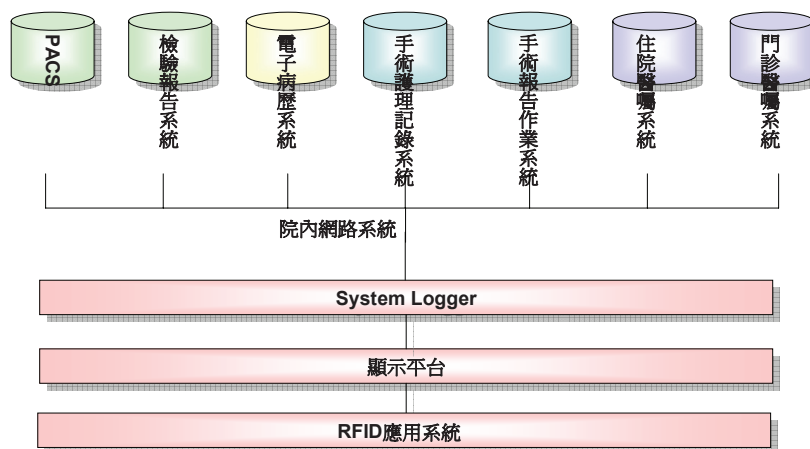 PACS
檢驗報告系統
電子病歷系統
手術護理記錄系統
手術報告作業系統
住院醫囑系統
門診醫囑系統
院內網路系統
System Logger
顯示平台
RFID應用系統